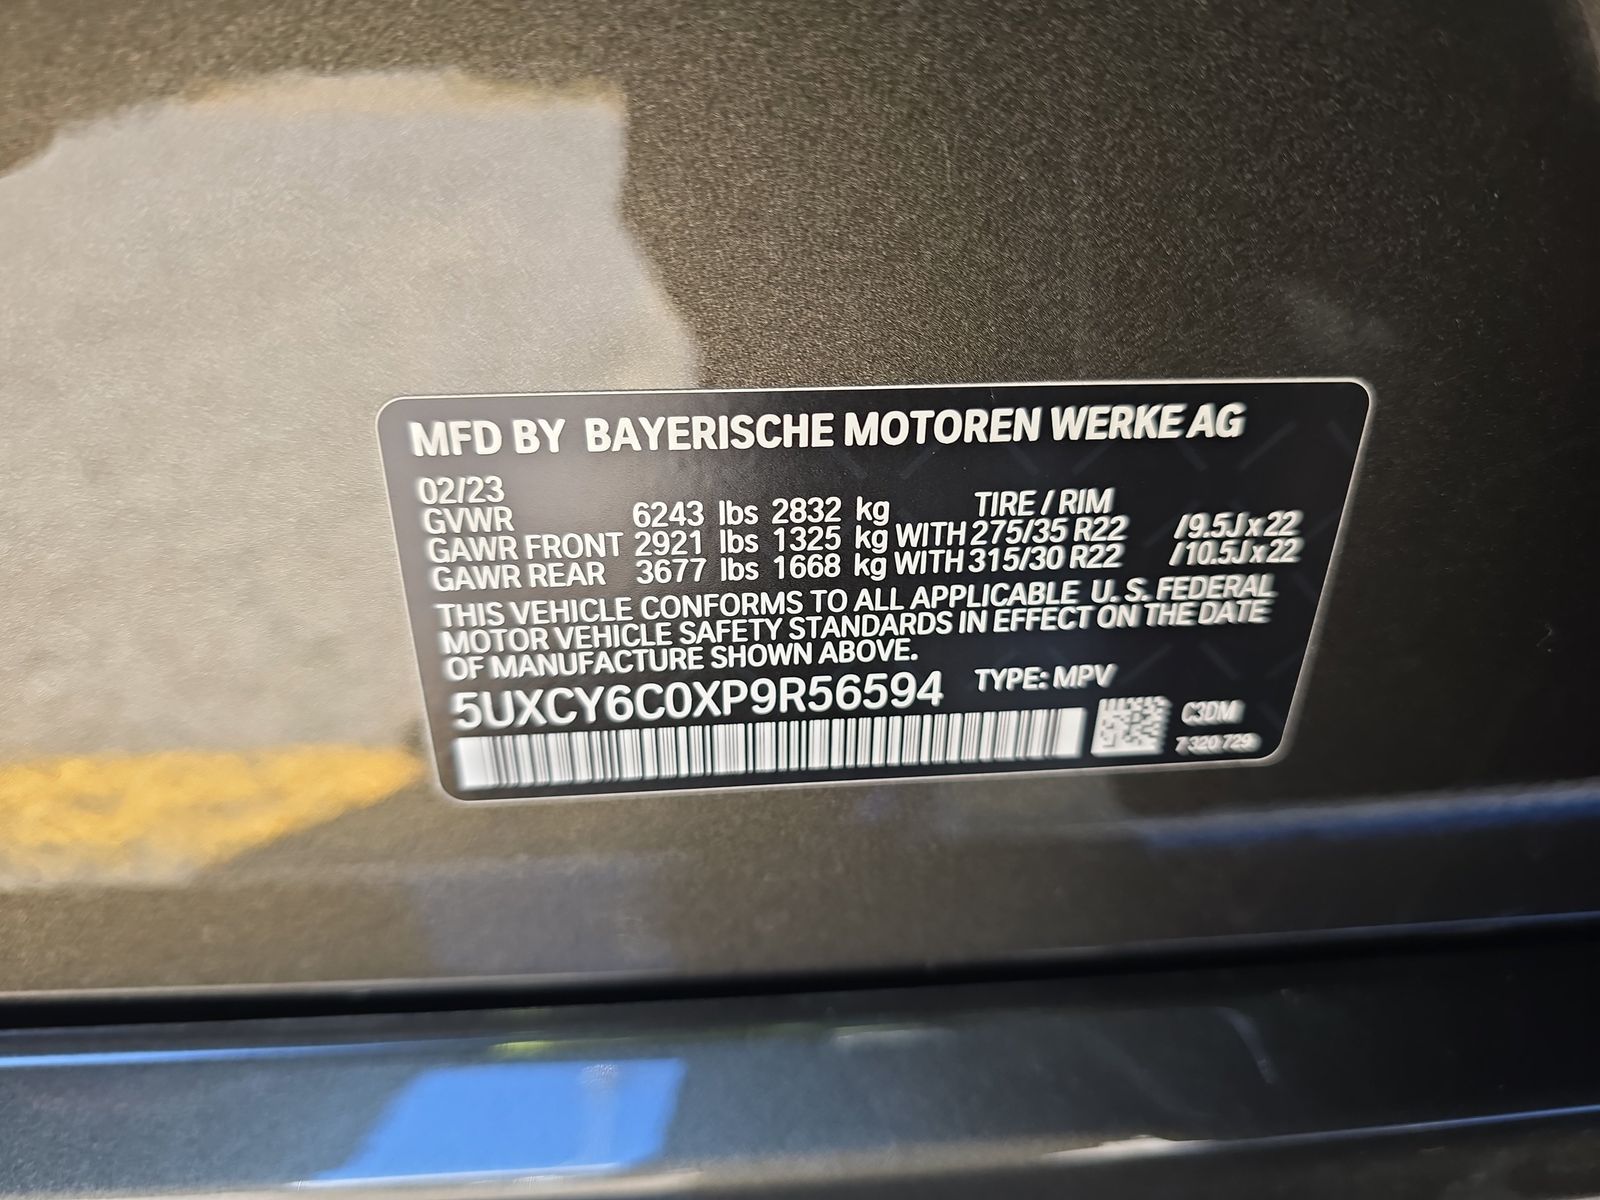 MFD BY BAYERISCHE MOTOREN WERKE AG
02/23 TIRE / RIM
GVWR 6243 lbs 2832 kg
GAWR FRONT 2921 lbs 1325 kg WITH 275/35 R22 /9.5J x 22
GAWR REAR 3677 lbs 1668 kg WITH 315/30 R22 /10.5J x 22
THIS VEHICLE CONFORMS TO ALL APPLICABLE U. S. FEDERAL
MOTOR VEHICLE SAFETY STANDARDS IN EFFECT ON THE DATE
OF MANUFACTURE SHOWN ABOVE.
5UXCY6C0XP9R56594 TYPE: MPV
C3DM
7 320 729